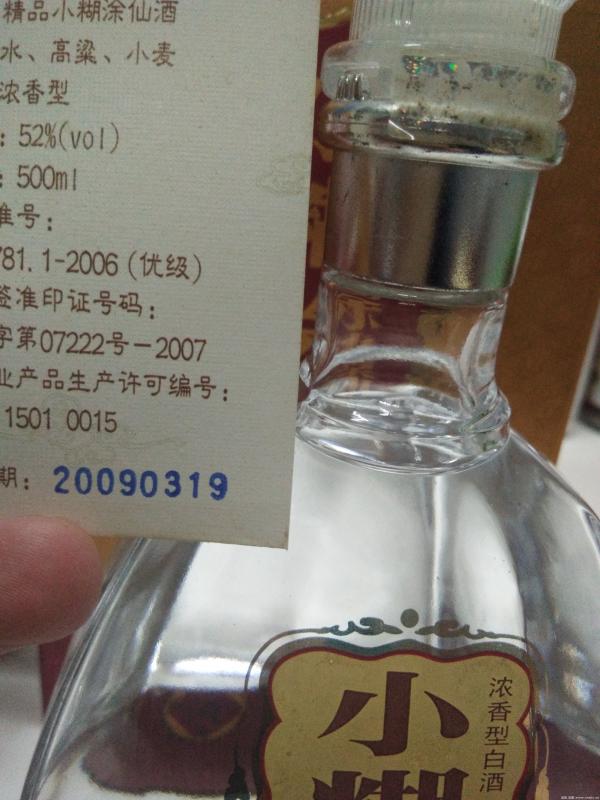 精品小糊涂仙酒
水、高粱、小麦
浓香型
: 52%(vol)
: 500ml
准号:
781.1-2006(优级)
签准印证号码:
字第07222号-2007
业产品生产许可编号:
1501 0015
期: 20090319
浓香型白酒
小糊